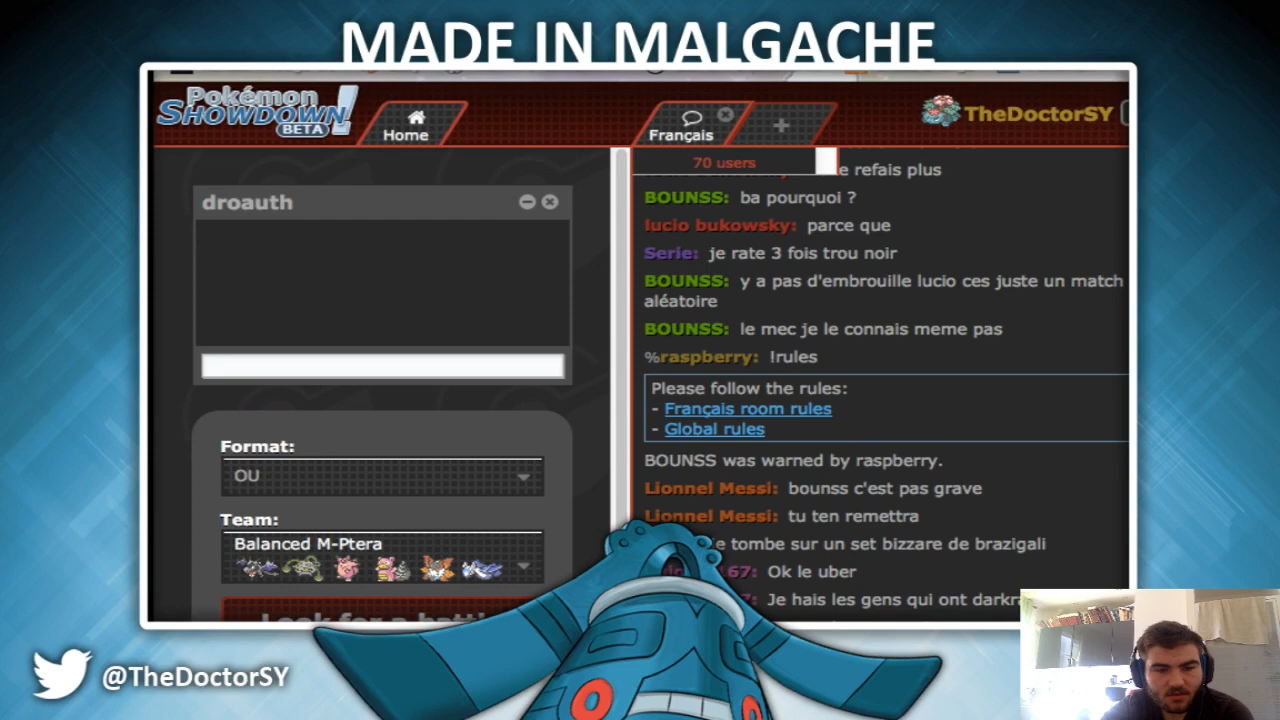 MADE IN MALGACHE
Pokémon
SHOWDOWN!
BETA
Home
Français
TheDoctorSY
70 users
e refais plus
droauth
BOUNSS: ba pourquoi ?
lucio bukowsky: parce que
Serie: je rate 3 fois trou noir
BOUNSS: y a pas d'embrouille lucio ces juste un match
aléatoire
BOUNSS: le mec je le connais meme pas
%raspberry: !rules
Please follow the rules:
- Français room rules
- Global rules
BOUNSS was warned by raspberry.
Lionnel Messi: bounss c'est pas grave
Lionnel Messi: tu ten remettra
e tombe sur un set bizzare de brazigali
67: Ok le uber
Je hais les gens qui ont darkr
Format:
OU
Team:
Balanced M-Ptera
Look for a battl
@TheDoctorSY